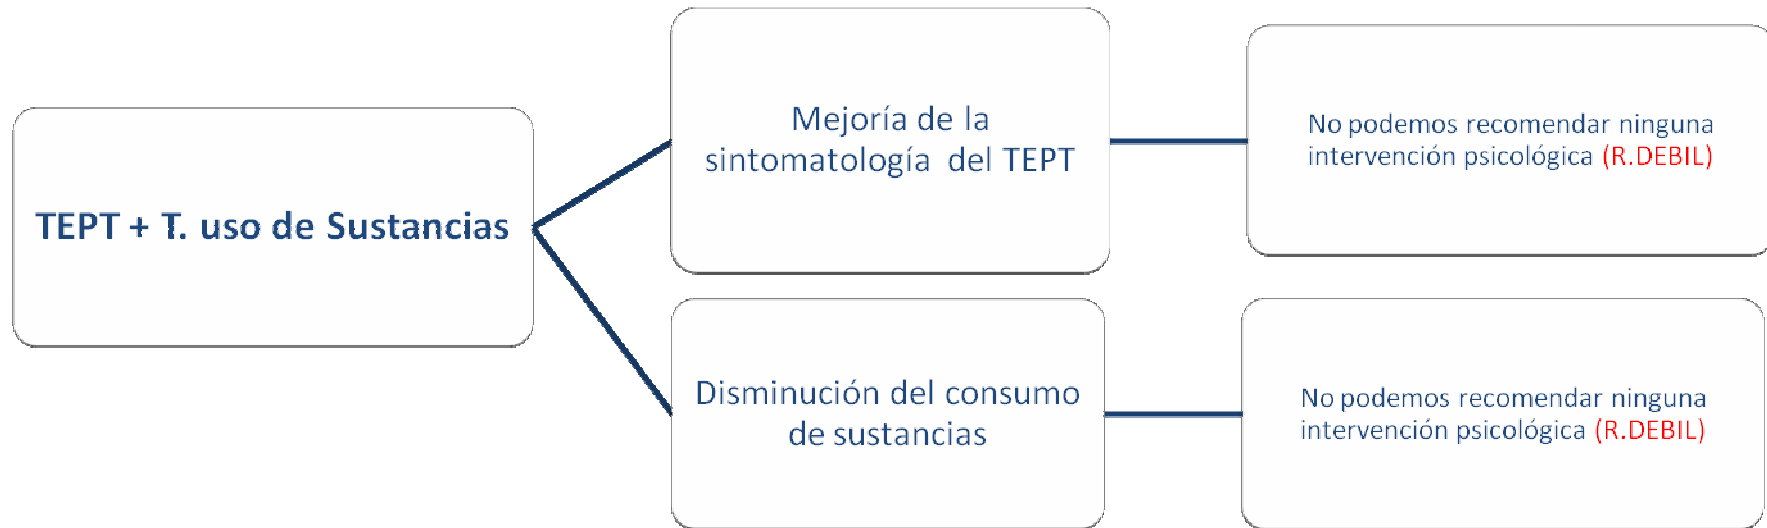 TEPT + T. uso de Sustancias
Mejoría de la
sintomatología del TEPT
No podemos recomendar ninguna
intervención psicológica (R.DEBIL)
Disminución del consumo
de sustancias
No podemos recomendar ninguna
intervención psicológica (R.DEBIL)